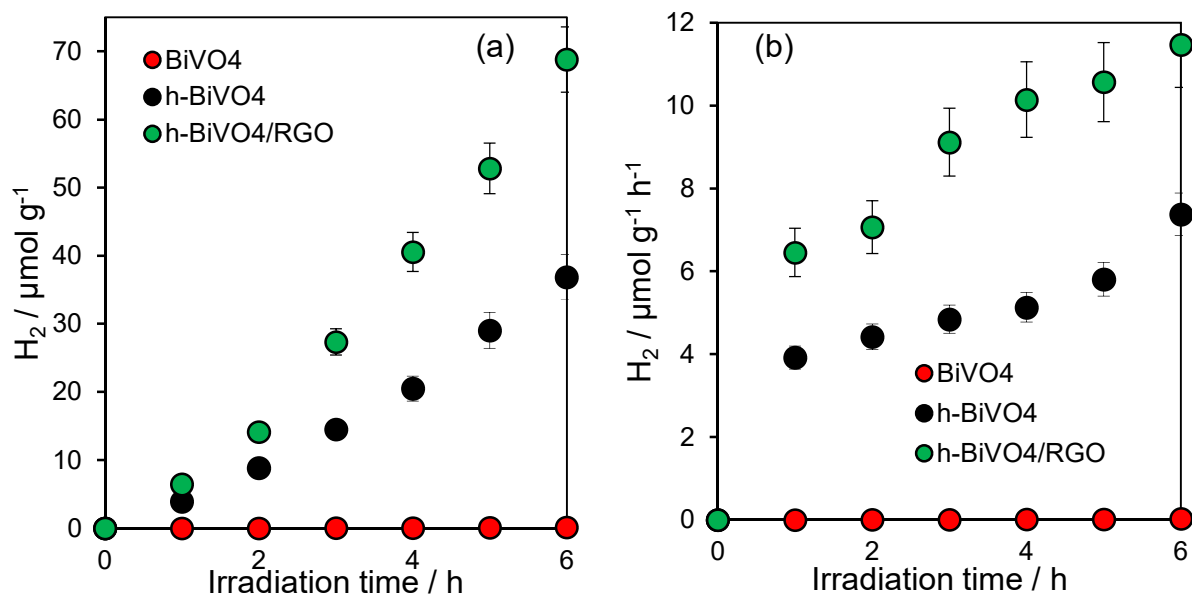 (a)
BiVO4
h-BiVO4
h-BiVO4/RGO
H₂ / μmol g⁻¹
70
60
50
40
30
20
10
0
0 2 4 6
Irradiation time / h
(b)
H₂ / μmol g⁻¹ h⁻¹
12
10
8
6
4
2
0
BiVO4
h-BiVO4
h-BiVO4/RGO
0 2 4 6
Irradiation time / h